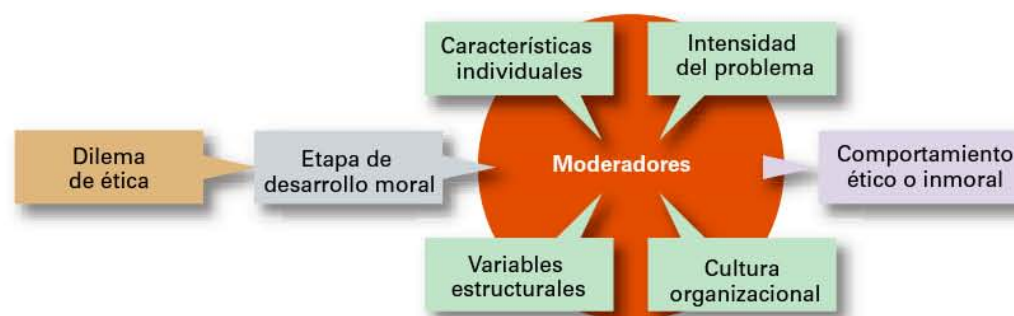 Características
individuales
Intensidad
del problema
Dilema
de ética
Etapa de
desarrollo moral
Moderadores
Comportamiento
ético o inmoral
Variables
estructurales
Cultura
organizacional